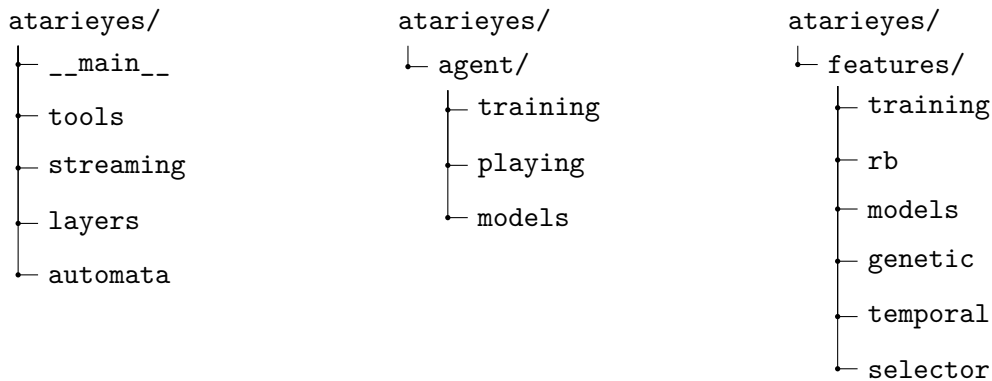 atarieyes/
__main__
tools
streaming
layers
automata
atarieyes/
agent/
training
playing
models
atarieyes/
features/
training
rb
models
genetic
temporal
selector